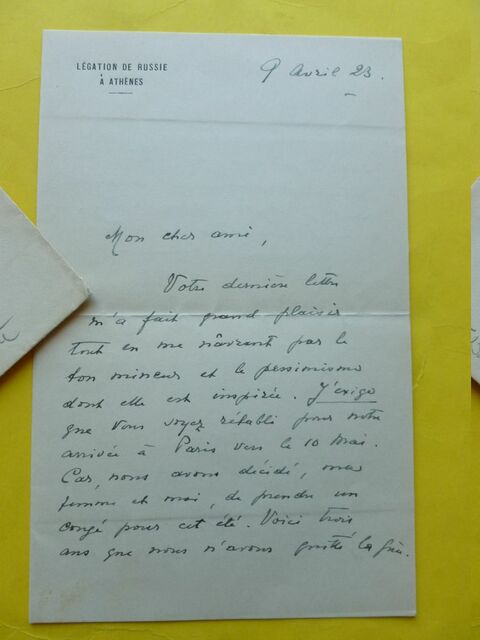 LÉGATION DE RUSSIE
À ATHÈNES
9 Avril 23.
Mon cher ami,
Votre dernière lettre
m'a fait grand plaisir
tout en me nâvrant par le
ton mineur et le pessimisme
dont elle est inspirée. J'exige
que Vous soyez rétabli pour notre
arrivée à Paris vers le 10 Mai.
Car, nous avons décidé, ma
femme et moi, de prendre un
congé pour cet été. Voici trois
ans que nous n'avons quitté la